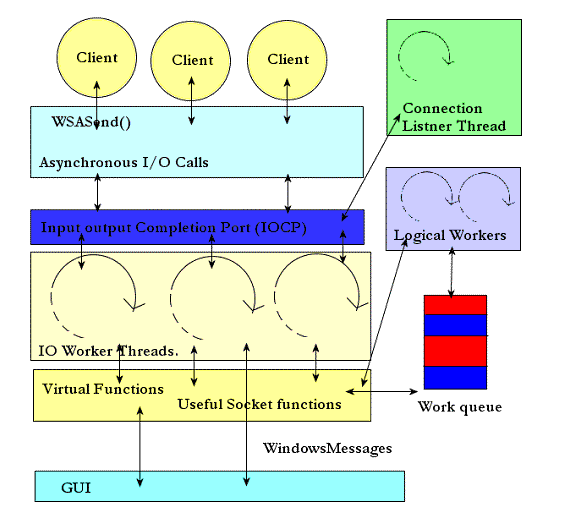 Client
Client
Client
WSASend()
Asynchronous I/O Calls
Connection
Listner Thread
Input output Completion Port (IOCP)
Logical Workers
IO Worker Threads.
Virtual Functions
Useful Socket functions
Work queue
WindowsMessages
GUI